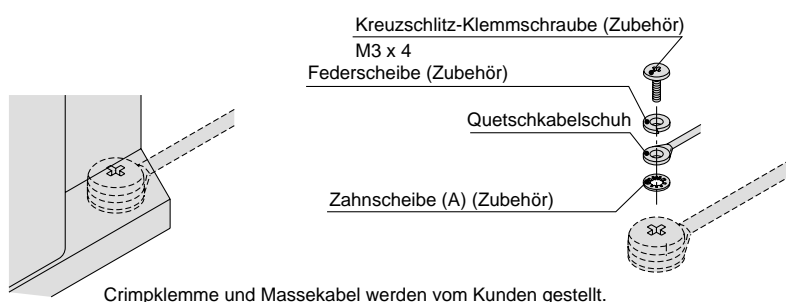 Kreuzschlitz-Klemmschraube (Zubehör)
M3 x 4
Federscheibe (Zubehör)
Quetschkabelschuh
Zahnscheibe (A) (Zubehör)
Crimpklemme und Massekabel werden vom Kunden gestellt.